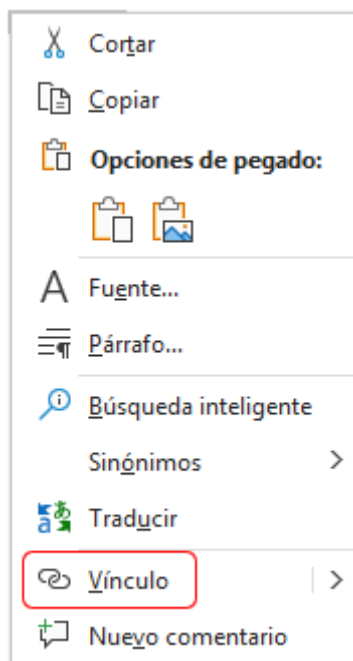 Cortar
Copiar
Opciones de pegado:
Fuente...
Párrafo...
Búsqueda inteligente
Sinónimos
Traducir
Vínculo
Nuevo comentario